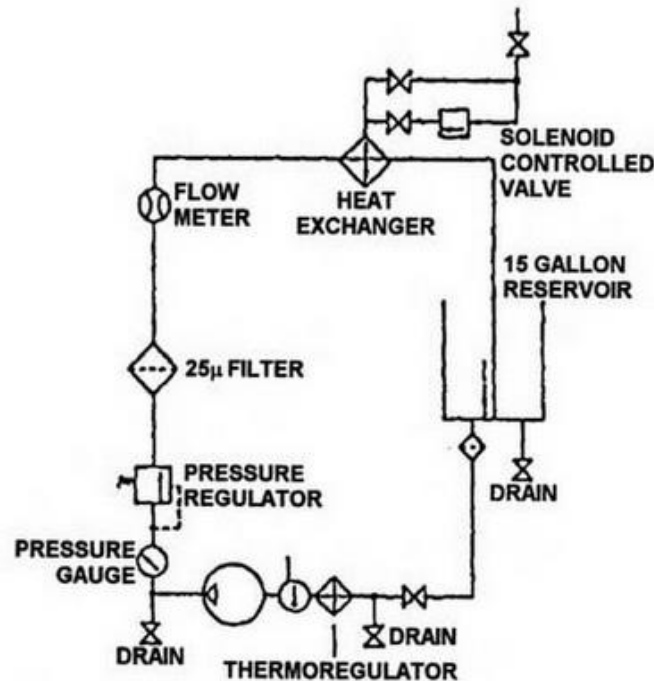 SOLENOID
CONTROLLED
VALVE
FLOW
METER
HEAT
EXCHANGER
15 GALLON
RESERVOIR
25μ FILTER
PRESSURE
REGULATOR
DRAIN
PRESSURE
GAUGE
DRAIN
DRAIN
THERMOREGULATOR